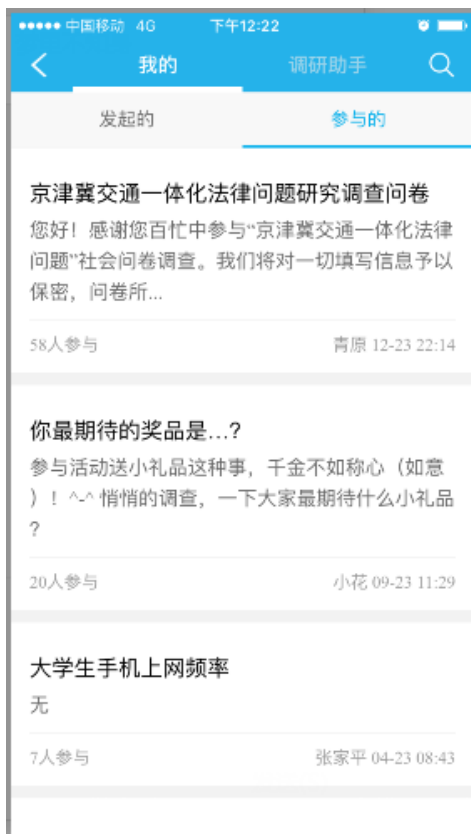 中国移动 4G 下午12:22
我的 调研助手
发起的 参与的
京津冀交通一体化法律问题研究调查问卷
您好！感谢您百忙中参与“京津冀交通一体化法律
问题”社会问卷调查。我们将对一切填写信息予以
保密，问卷所...
58人参与 青原 12-23 22:14
你最期待的奖品是…?
参与活动送小礼品这种事，千金不如称心（如意
）！^-^ 悄悄的调查，一下大家最期待什么小礼品
?
20人参与 小花 09-23 11:29
大学生手机上网频率
无
7人参与 张家平 04-23 08:43